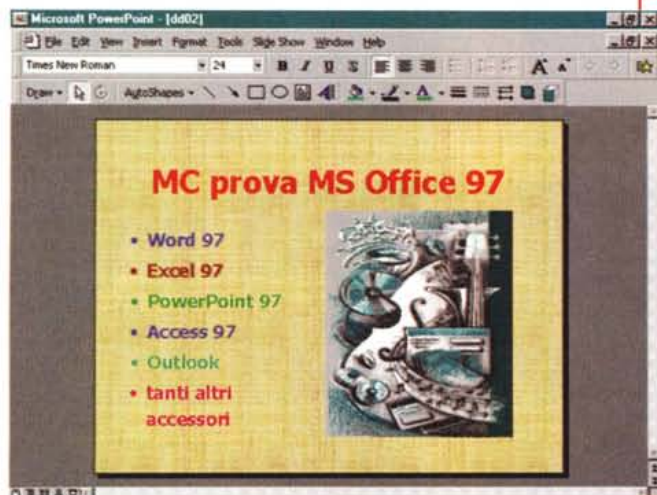 Microsoft PowerPoint - [dd02]
File Edit View Insert Format Tools Slide Show Window Help
Times New Roman 24 B I U S A A
Draw AutoShapes A
MC prova MS Office 97
• Word 97
• Excel 97
• PowerPoint 97
• Access 97
• Outlook
• tanti altri
accessori